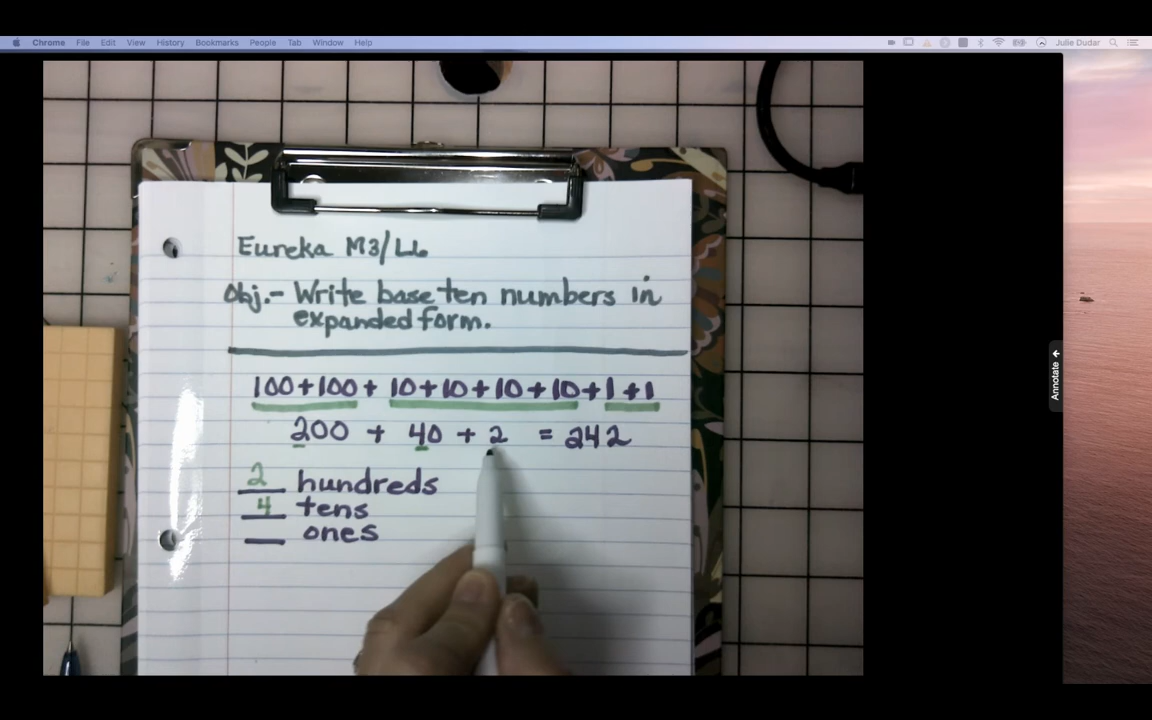 Chrome File Edit View History Bookmarks People Tab Window Help Julie Dudar
Eureka M3/L6
Obj.- Write base ten numbers in
expanded form.
100+100 + 10+10+10+10+1+1
200 + 40 + 2 = 242
2 hundreds
4 tens
__ ones
Annotate